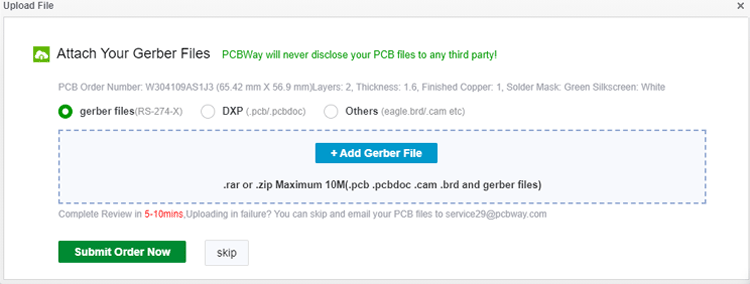 Upload File
Attach Your Gerber Files PCBWay will never disclose your PCB files to any third party!
PCB Order Number: W304109AS1J3 (65.42 mm X 56.9 mm)Layers: 2, Thickness: 1.6, Finished Copper: 1, Solder Mask: Green Silkscreen: White
gerber files(RS-274-X) DXP (.pcb/.pcbdoc) Others (eagle.brd/.cam etc)
+ Add Gerber File
.rar or .zip Maximum 10M(.pcb .pcbdoc .cam .brd and gerber files)
Complete Review in 5-10mins,Uploading in failure? You can skip and email your PCB files to service29@pcbway.com
Submit Order Now skip